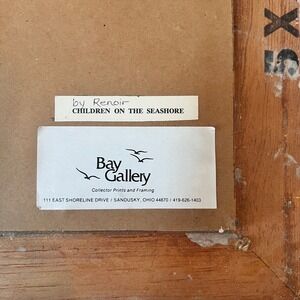 5X
by Renoir
CHILDREN ON THE SEASHORE
Bay
Gallery
Collector Prints and Framing
111 EAST SHORELINE DRIVE / SANDUSKY, OHIO 44870 / 419-626-1403